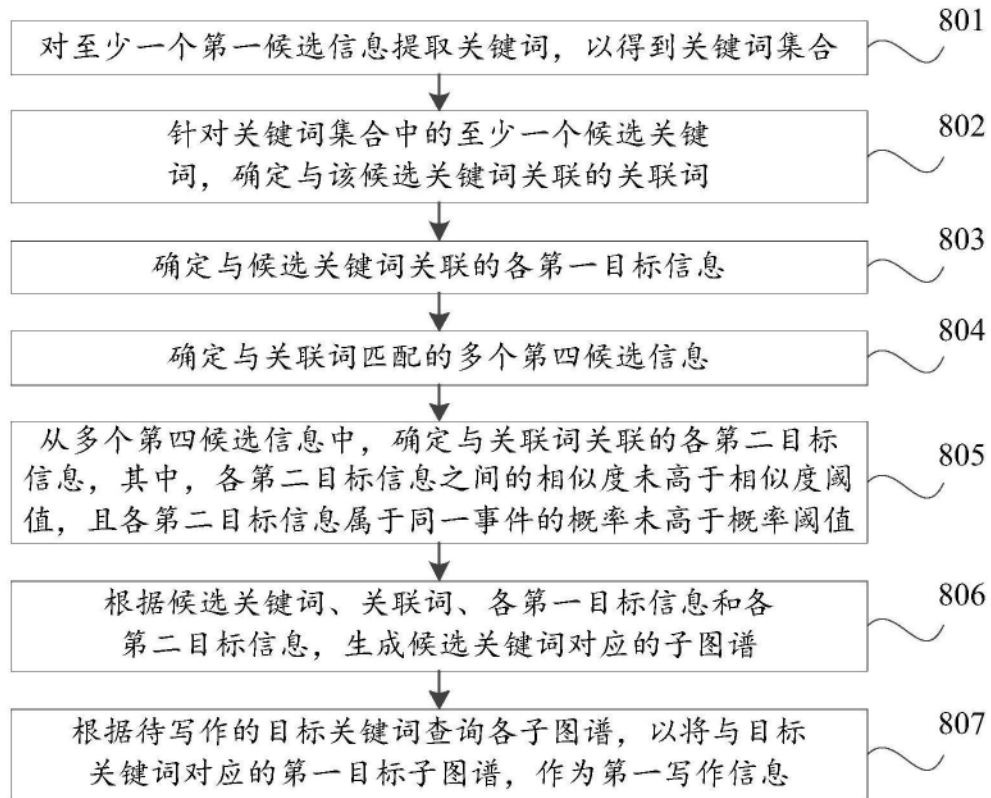 801
对至少一个第一候选信息提取关键词，以得到关键词集合
802
针对关键词集合中的至少一个候选关键
词，确定与该候选关键词关联的关联词
803
确定与候选关键词关联的各第一目标信息
804
确定与关联词匹配的多个第四候选信息
从多个第四候选信息中，确定与关联词关联的各第二目标
805
信息，其中，各第二目标信息之间的相似度未高于相似度阈
值，且各第二目标信息属于同一事件的概率未高于概率阈值
806
根据候选关键词、关联词、各第一目标信息和各
第二目标信息，生成候选关键词对应的子图谱
807
根据待写作的目标关键词查询各子图谱，以将与目标
关键词对应的第一目标子图谱，作为第一写作信息